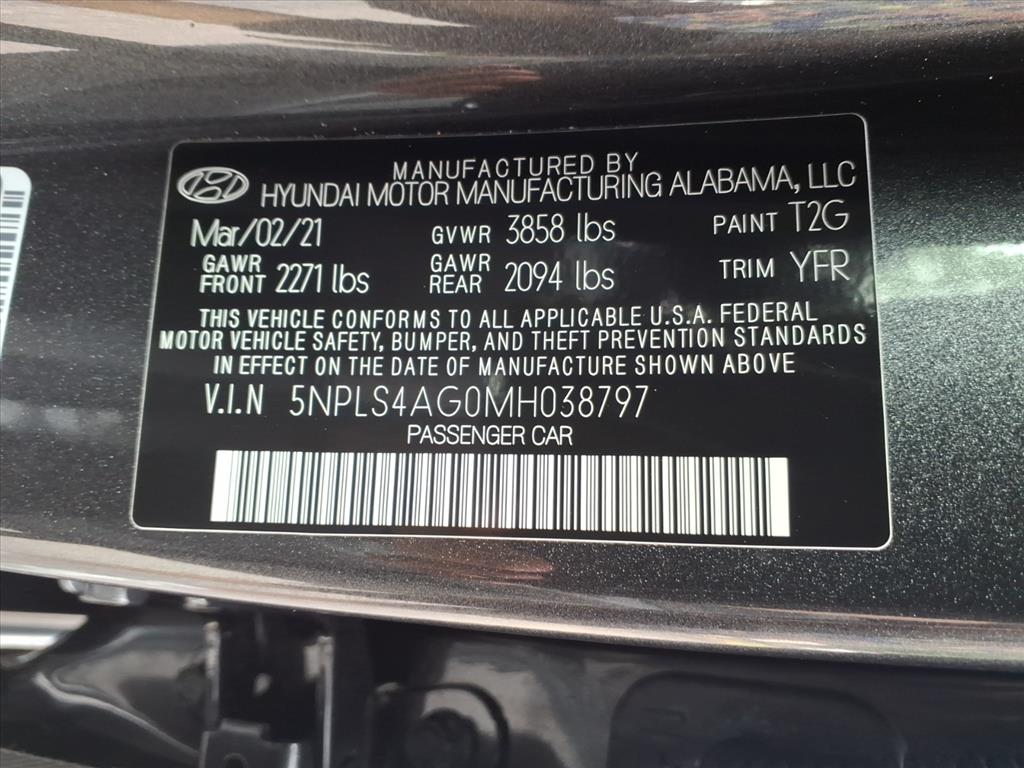 MANUFACTURED BY
HYUNDAI MOTOR MANUFACTURING ALABAMA, LLC
Mar/02/21 GVWR 3858 lbs PAINT T2G
GAWR FRONT 2271 lbs GAWR REAR 2094 lbs TRIM YFR
THIS VEHICLE CONFORMS TO ALL APPLICABLE U.S.A. FEDERAL
MOTOR VEHICLE SAFETY, BUMPER, AND THEFT PREVENTION STANDARDS
IN EFFECT ON THE DATE OF MANUFACTURE SHOWN ABOVE
V.I.N 5NPLS4AG0MH038797
PASSENGER CAR